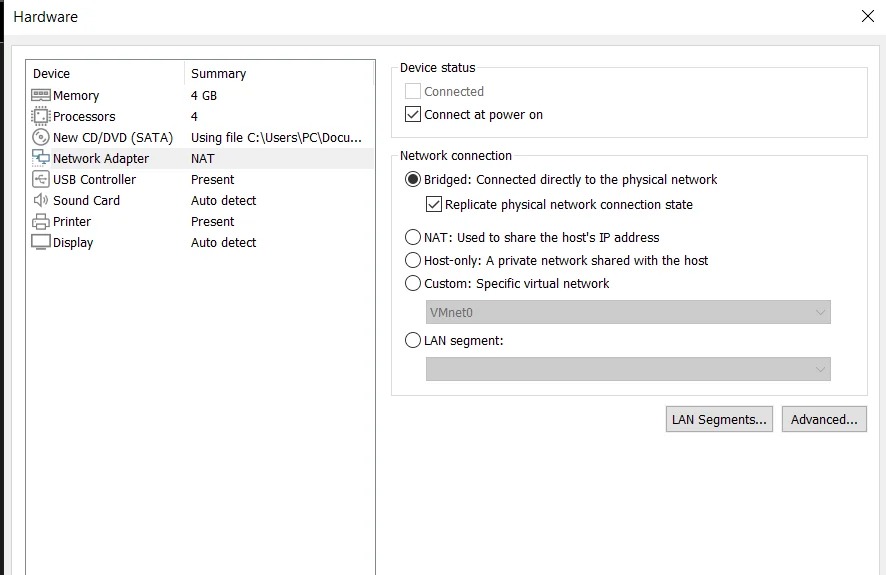 Hardware
Device Summary
Memory 4 GB
Processors 4
New CD/DVD (SATA) Using file C:\Users\PC\Docu...
Network Adapter NAT
USB Controller Present
Sound Card Auto detect
Printer Present
Display Auto detect
Device status
Connected
Connect at power on
Network connection
Bridged: Connected directly to the physical network
Replicate physical network connection state
NAT: Used to share the host's IP address
Host-only: A private network shared with the host
Custom: Specific virtual network
VMnet0
LAN segment:
LAN Segments... Advanced...